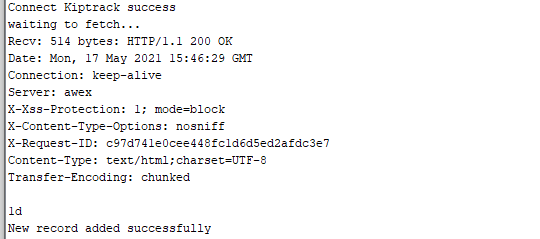 Connect Kiptrack success
waiting to fetch...
Recv: 514 bytes: HTTP/1.1 200 OK
Date: Mon, 17 May 2021 15:46:29 GMT
Connection: keep-alive
Server: awex
X-Xss-Protection: 1; mode=block
X-Content-Type-Options: nosniff
X-Request-ID: c97d741e0cee448fc1d6d5ed2afdc3e7
Content-Type: text/html;charset=UTF-8
Transfer-Encoding: chunked

1d
New record added successfully